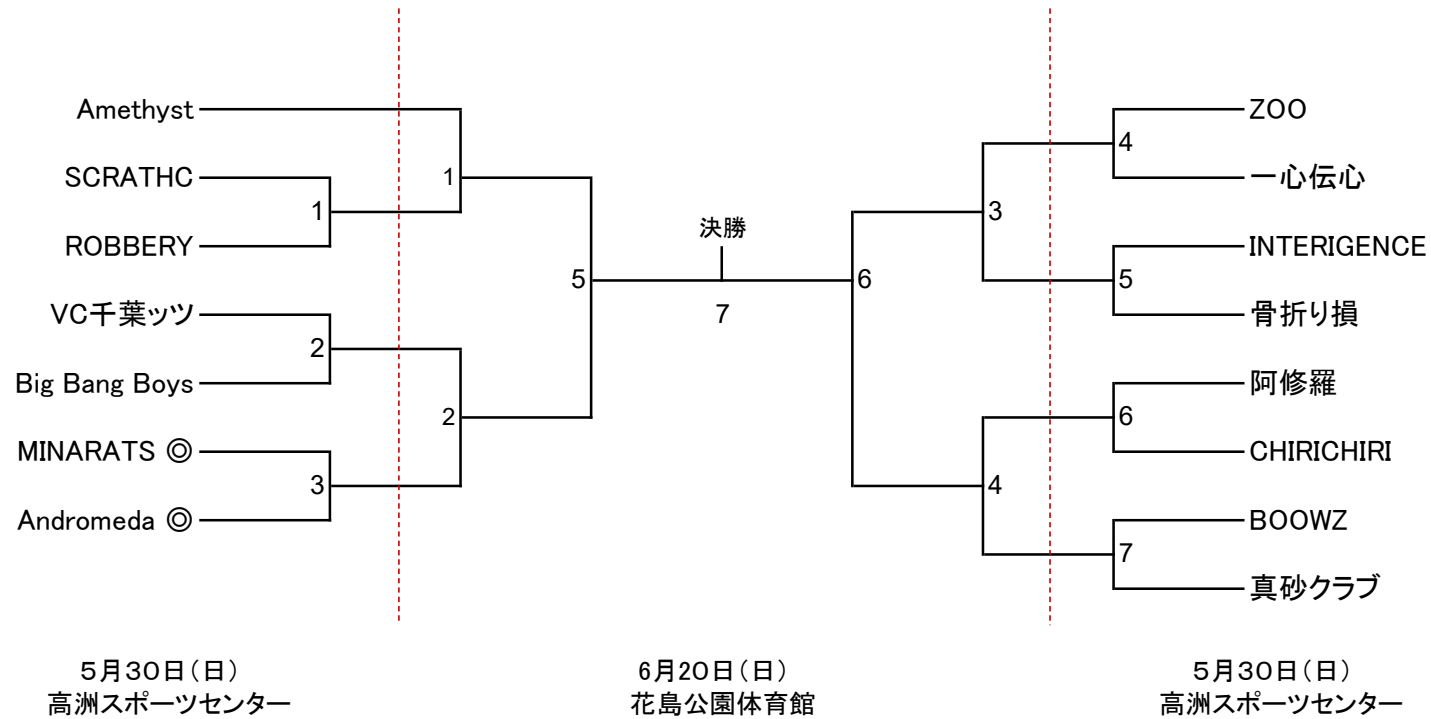 Amethyst
SCRATHC
ROBBERY
VC千葉ッツ
Big Bang Boys
MINARATS ◎
Andromeda ◎
1
2
3
1
2
5
決勝
7
6
3
4
4
5
6
7
ZOO
一心伝心
INTERIGENCE
骨折り損
阿修羅
CHIRICHIRI
BOOWZ
真砂クラブ
５月３０日（日）
高洲スポーツセンター
６月２０日（日）
花島公園体育館
５月３０日（日）
高洲スポーツセンター